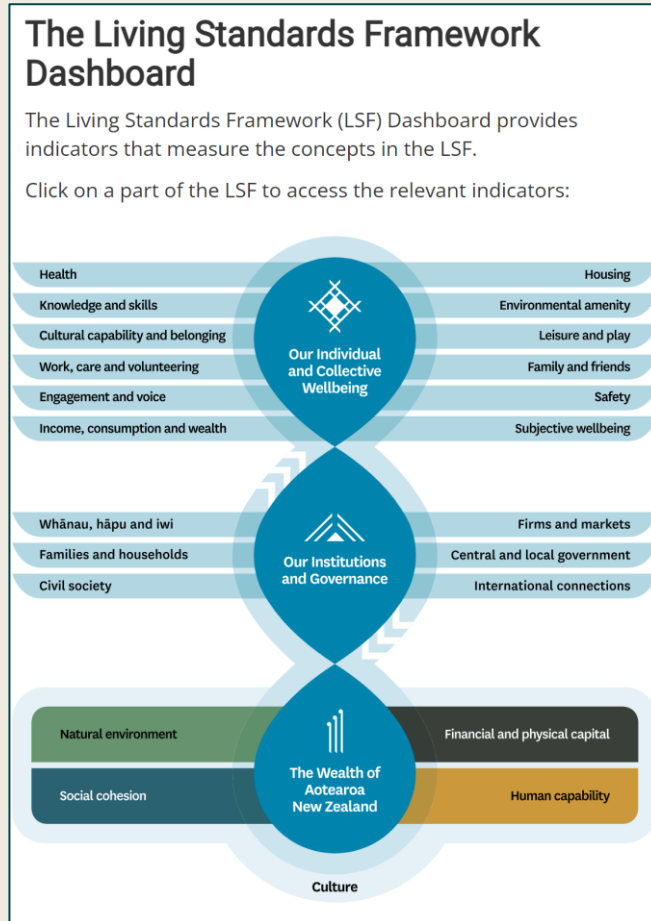 The Living Standards Framework
Dashboard
The Living Standards Framework (LSF) Dashboard provides
indicators that measure the concepts in the LSF.
Click on a part of the LSF to access the relevant indicators:
Health
Housing
Knowledge and skills
Environmental amenity
Cultural capability and belonging
Leisure and play
Work, care and volunteering
Family and friends
Engagement and voice
Safety
Income, consumption and wealth
Subjective wellbeing
Our Individual
and Collective
Wellbeing
Whānau, hāpu and iwi
Firms and markets
Families and households
Central and local government
Civil society
International connections
Our Institutions
and Governance
Natural environment
Financial and physical capital
Social cohesion
Human capability
The Wealth of
Aotearoa
New Zealand
Culture